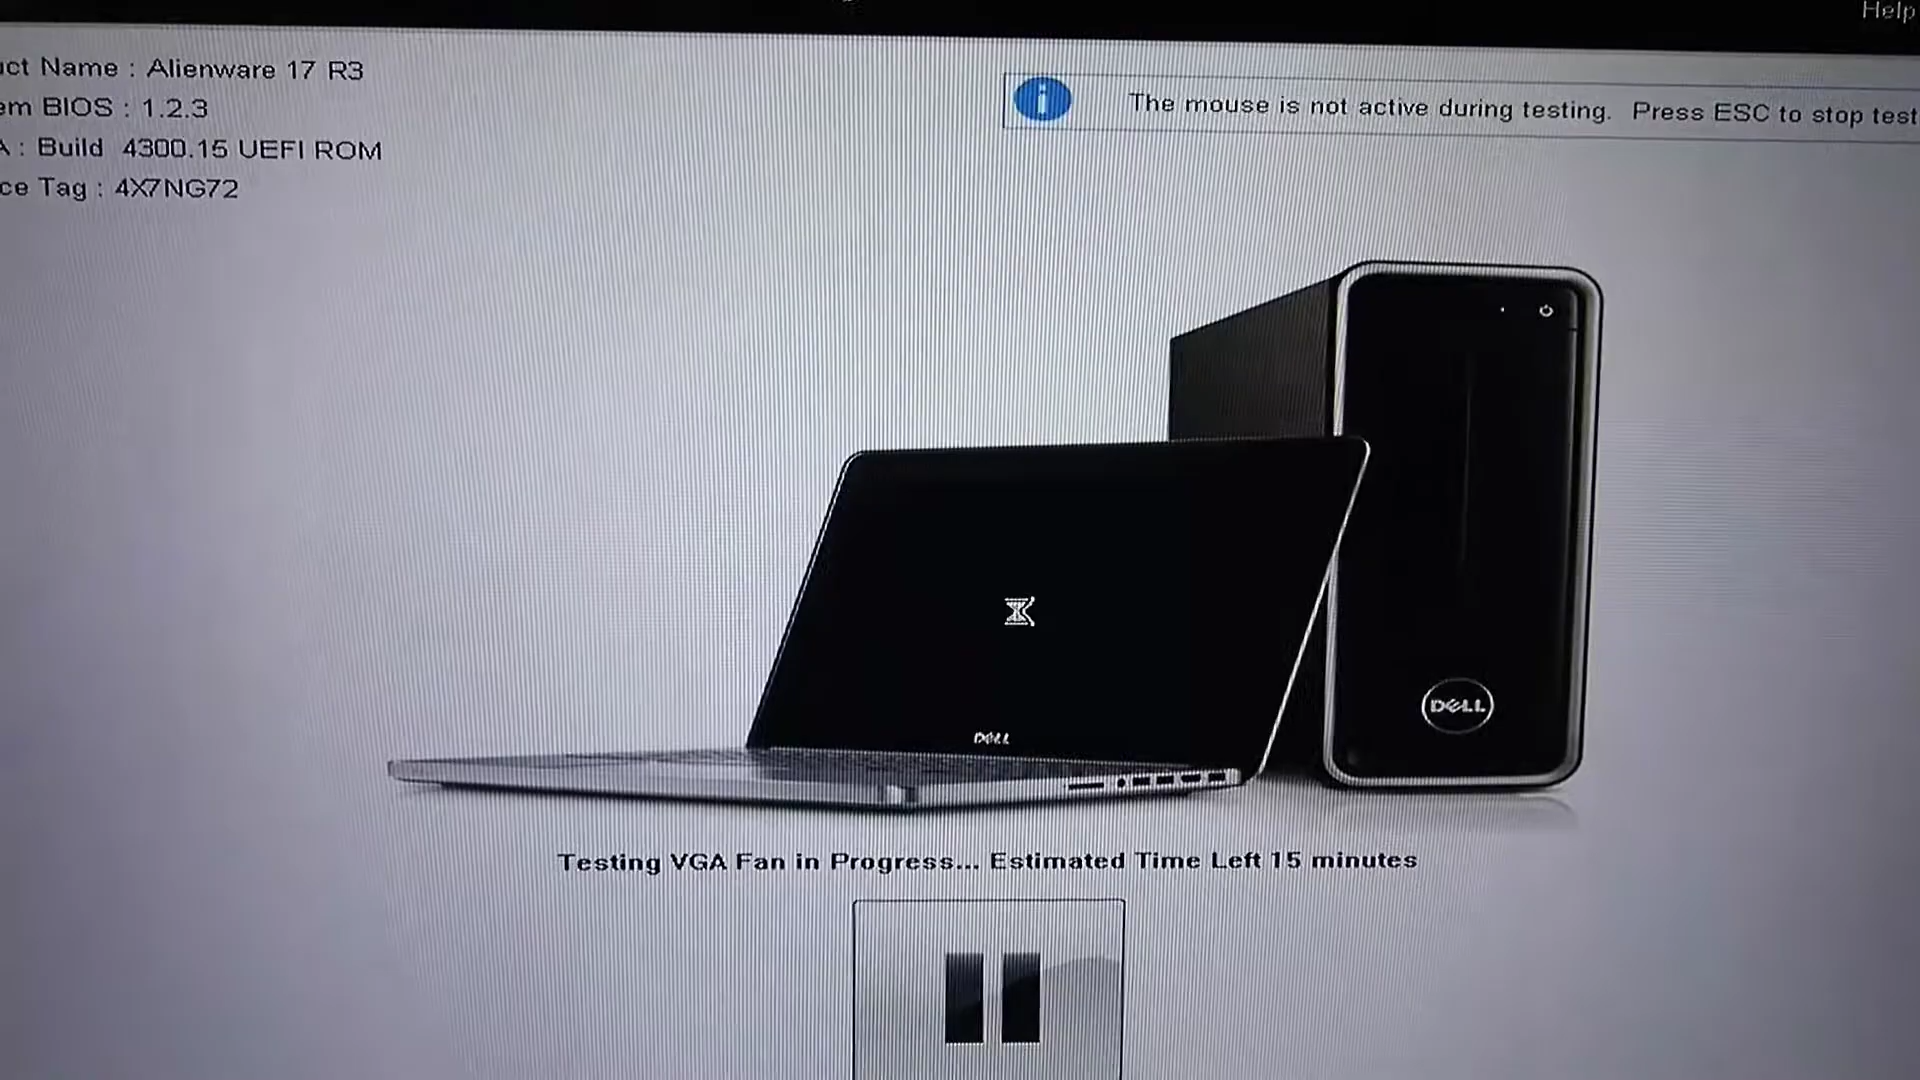 Help
uct Name : Alienware 17 R3
em BIOS : 1.2.3
A : Build 4300.15 UEFI ROM
ce Tag : 4X7NG72
The mouse is not active during testing. Press ESC to stop test
DELL
DELL
Testing VGA Fan in Progress... Estimated Time Left 15 minutes